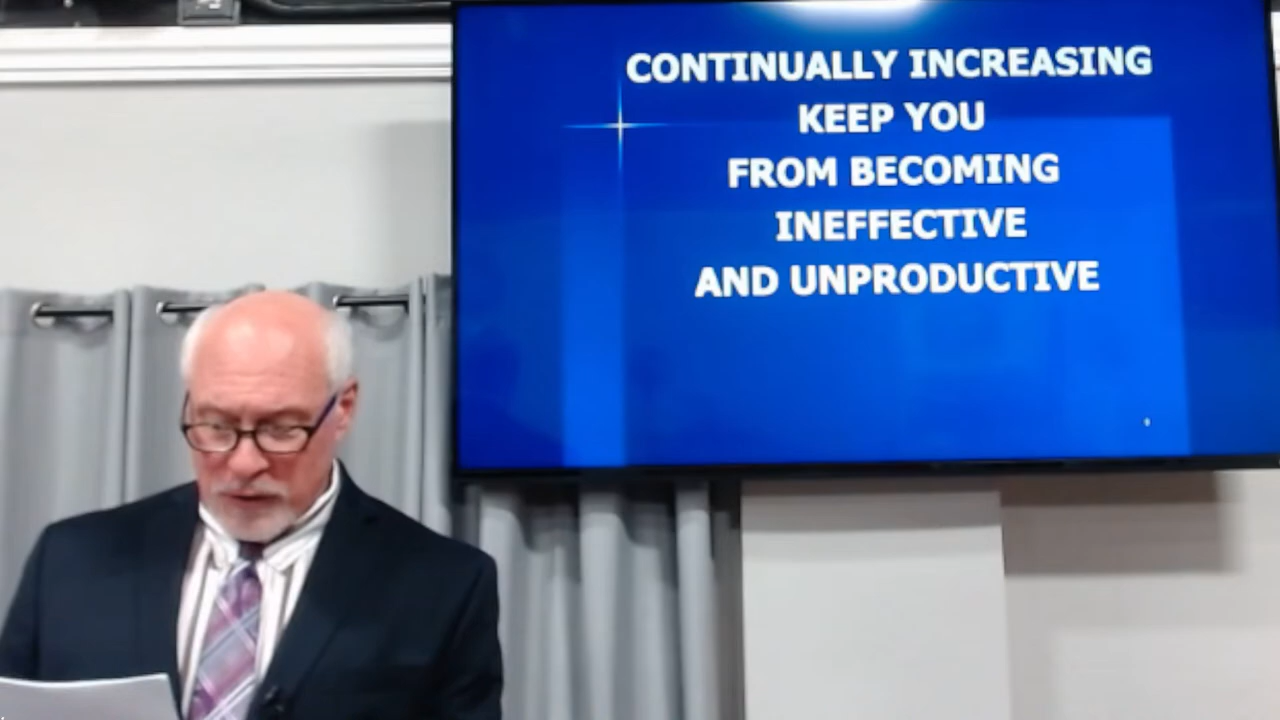 CONTINUALLY INCREASING
KEEP YOU
FROM BECOMING
INEFFECTIVE
AND UNPRODUCTIVE